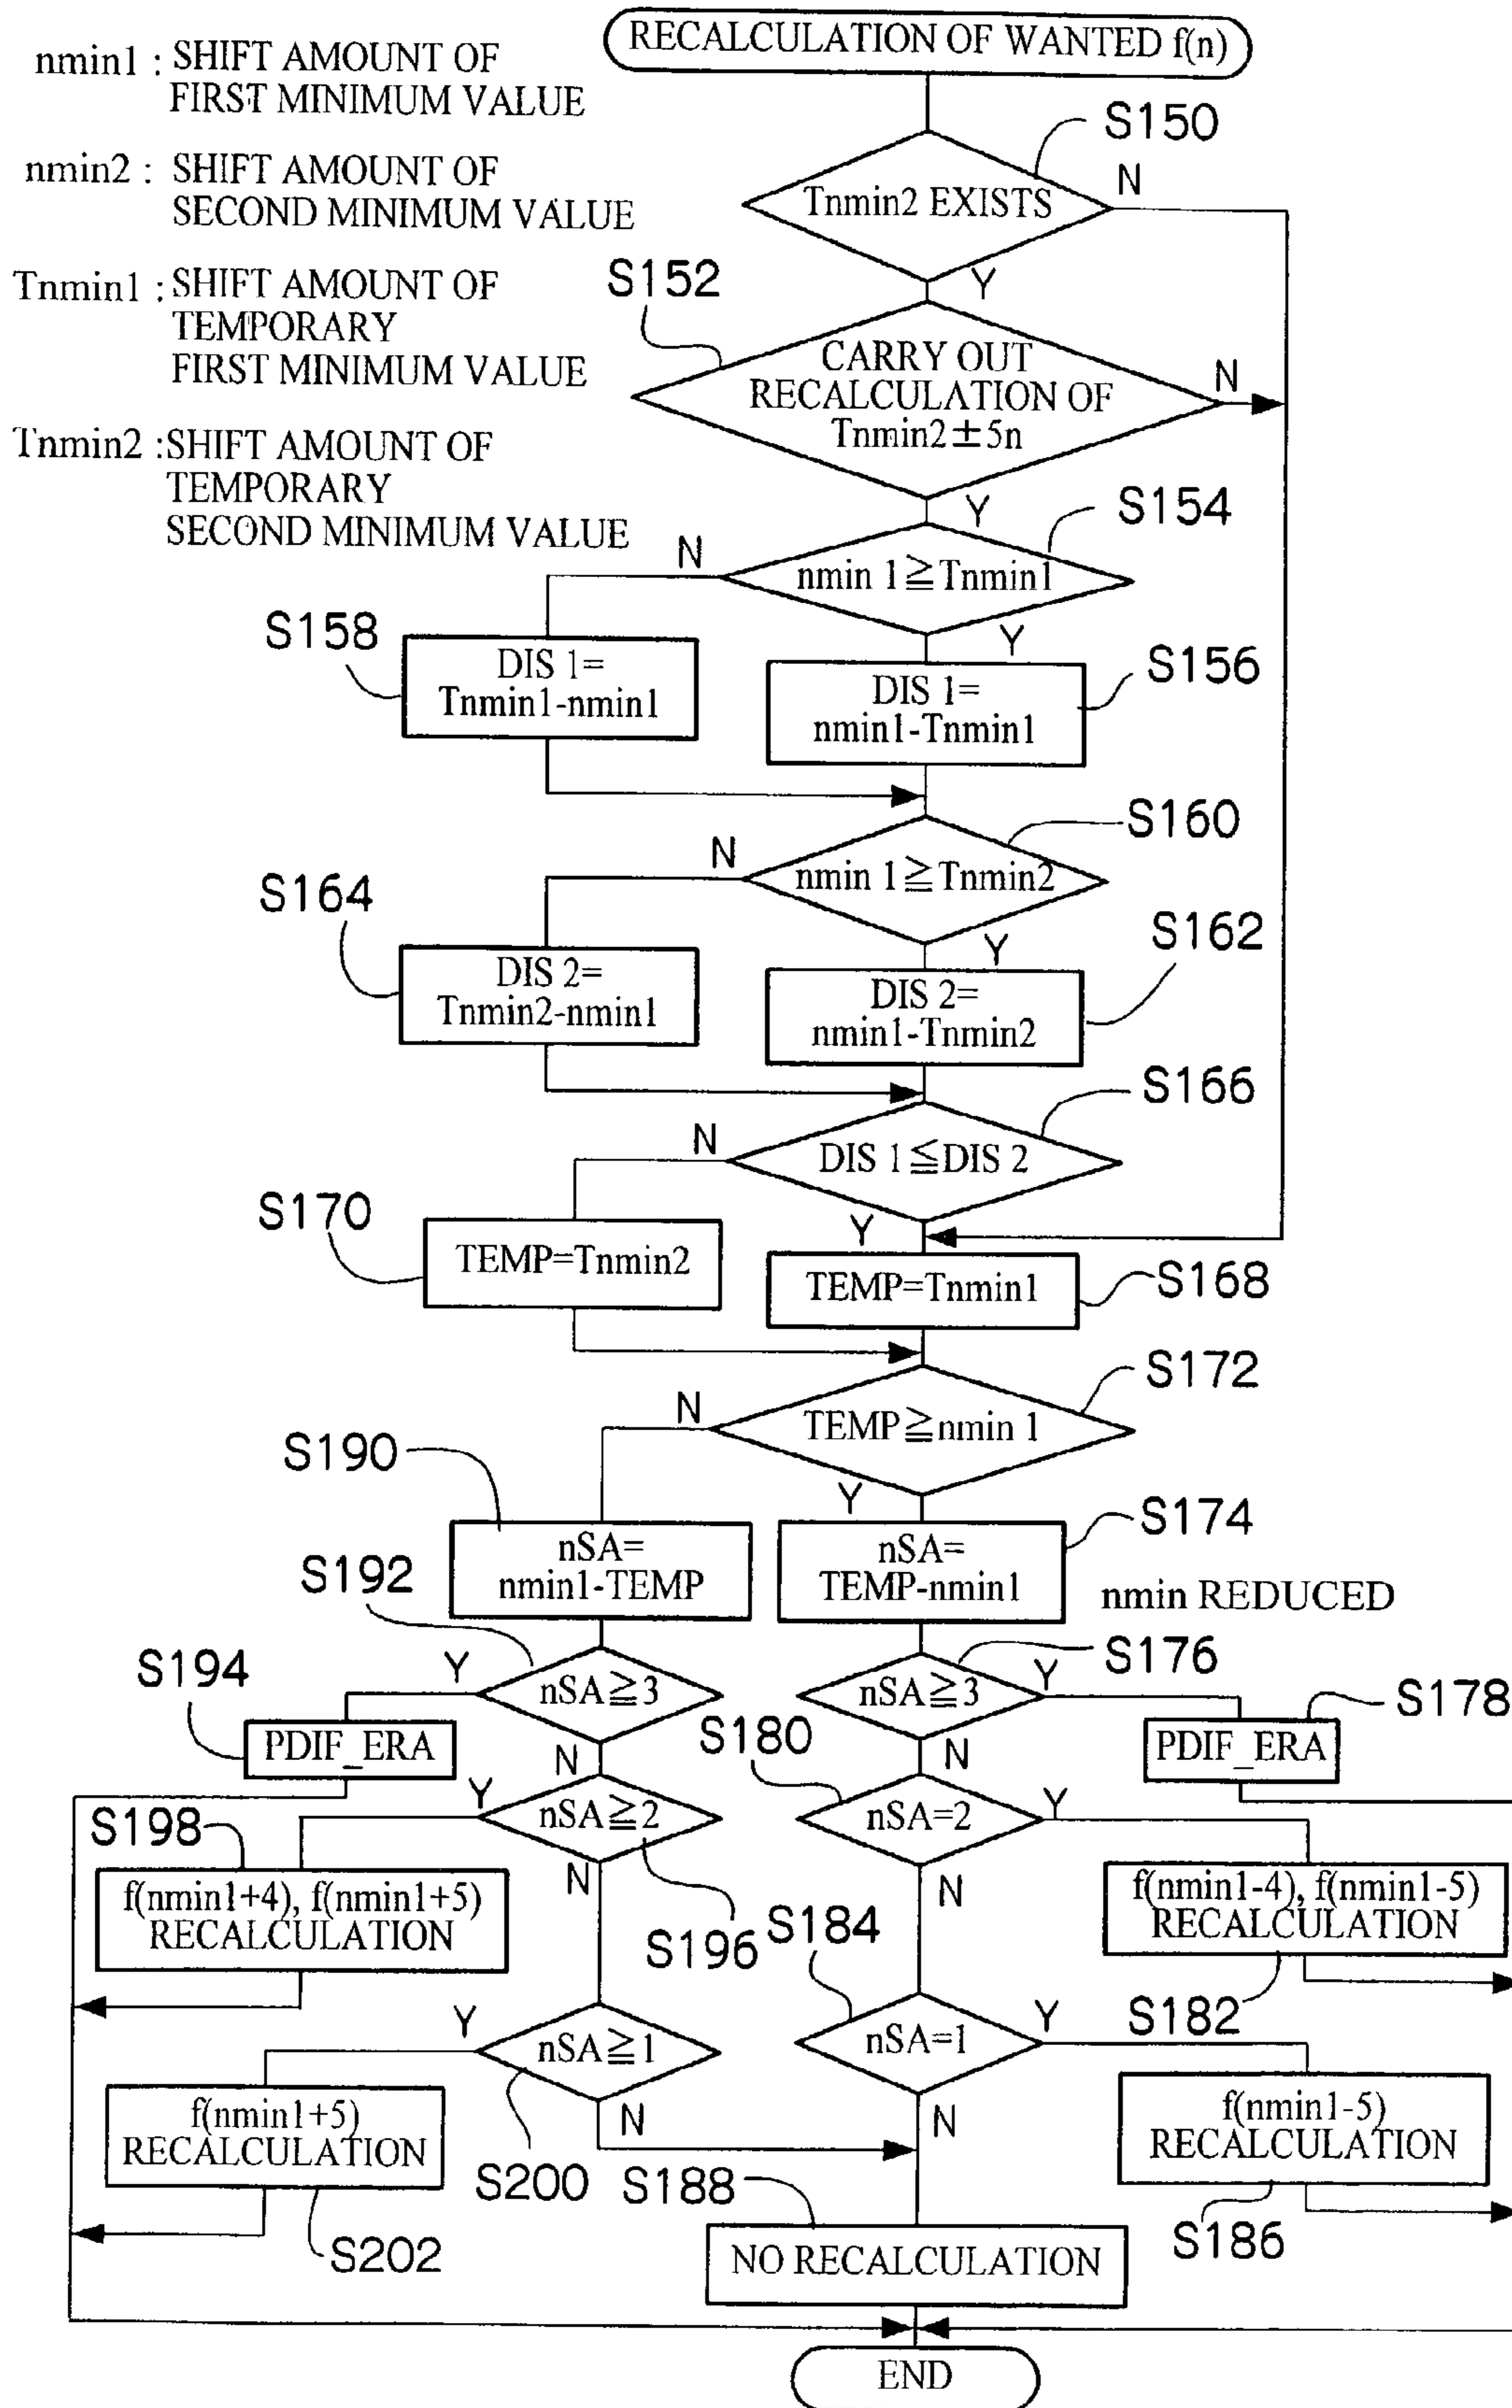 RECALCULATION OF WANTED f(n)
nmin1 : SHIFT AMOUNT OF
FIRST MINIMUM VALUE
nmin2 : SHIFT AMOUNT OF
SECOND MINIMUM VALUE
Tnmin1 : SHIFT AMOUNT OF
TEMPORARY
FIRST MINIMUM VALUE
Tnmin2 : SHIFT AMOUNT OF
TEMPORARY
SECOND MINIMUM VALUE
S150
Tnmin2 EXISTS
N
Y
S152
CARRY OUT
RECALCULATION OF
Tnmin2±5n
N
Y
S154
nmin 1≧Tnmin1
N
Y
S158
DIS 1=
Tnmin1-nmin1
S156
DIS 1=
nmin1-Tnmin1
S160
nmin 1≧Tnmin2
N
Y
S164
DIS 2=
Tnmin2-nmin1
S162
DIS 2=
nmin1-Tnmin2
S166
DIS 1≦DIS 2
N
Y
S170
TEMP=Tnmin2
S168
TEMP=Tnmin1
S172
TEMP≧nmin 1
N
Y
S190
nSA=
nmin1-TEMP
S174
nSA=
TEMP-nmin1
nmin REDUCED
S192
nSA≧3
Y
N
S176
nSA≧3
Y
N
S194
PDIF_ERA
S178
PDIF_ERA
S180
nSA=2
Y
N
S196
nSA≧2
Y
N
S198
f(nmin1+4), f(nmin1+5)
RECALCULATION
S182
f(nmin1-4), f(nmin1-5)
RECALCULATION
S184
nSA=1
Y
N
S200
nSA≧1
Y
N
S202
f(nmin1+5)
RECALCULATION
S186
f(nmin1-5)
RECALCULATION
S188
NO RECALCULATION
END